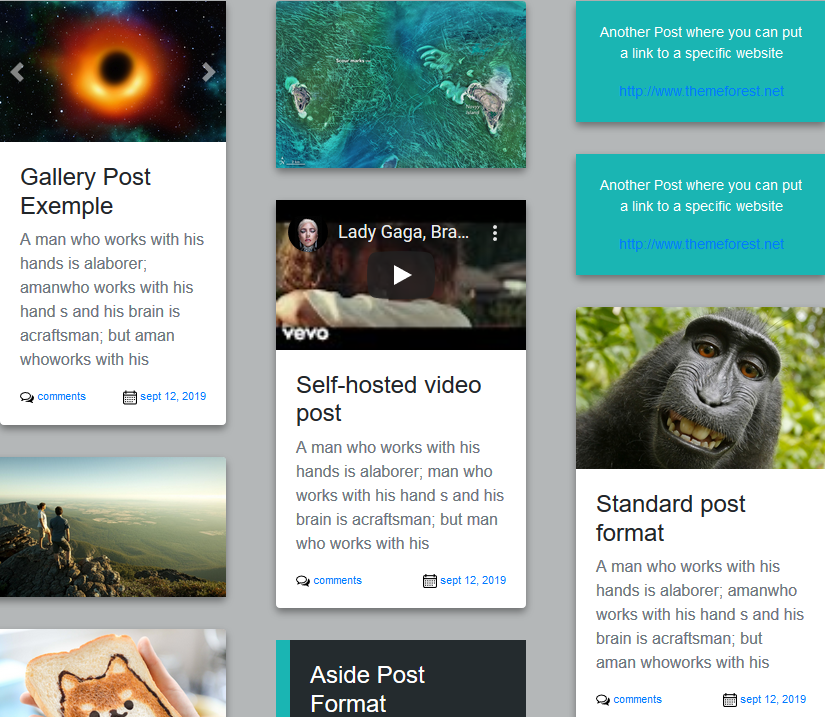 Gallery Post
Exemple
A man who works with his
hands is alaborer;
amanwho works with his
hand s and his brain is
acraftsman; but aman
whoworks with his
comments
sept 12, 2019
Scour marks
Navy
Island
Lady Gaga, Bra...
vevo
Self-hosted video
post
A man who works with his
hands is alaborer; man who
works with his hand s and his
brain is acraftsman; but man
who works with his
comments
sept 12, 2019
Aside Post
Format
Another Post where you can put
a link to a specific website
http://www.themeforest.net
Another Post where you can put
a link to a specific website
http://www.themeforest.net
Standard post
format
A man who works with his
hands is alaborer; amanwho
works with his hand s and his
brain is acraftsman; but
aman whoworks with his
comments
sept 12, 2019